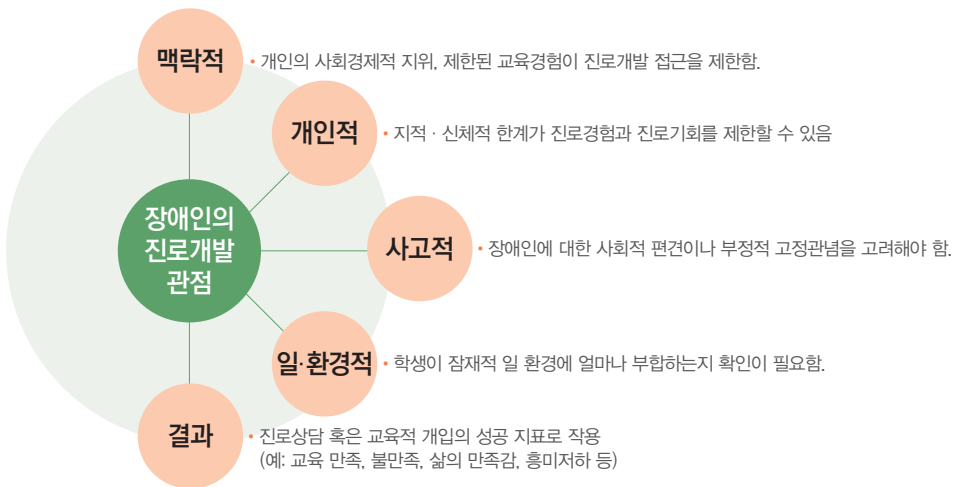 맥락적
• 개인의 사회경제적 지위, 제한된 교육경험이 진로개발 접근을 제한함.
개인적
• 지적 · 신체적 한계가 진로경험과 진로기회를 제한할 수 있음
장애인의
진로개발
관점
사고적
• 장애인에 대한 사회적 편견이나 부정적 고정관념을 고려해야 함.
일·환경적
• 학생이 잠재적 일 환경에 얼마나 부합하는지 확인이 필요함.
결과
• 진로상담 혹은 교육적 개입의 성공 지표로 작용
(예: 교육 만족, 불만족, 삶의 만족감, 흥미저하 등)